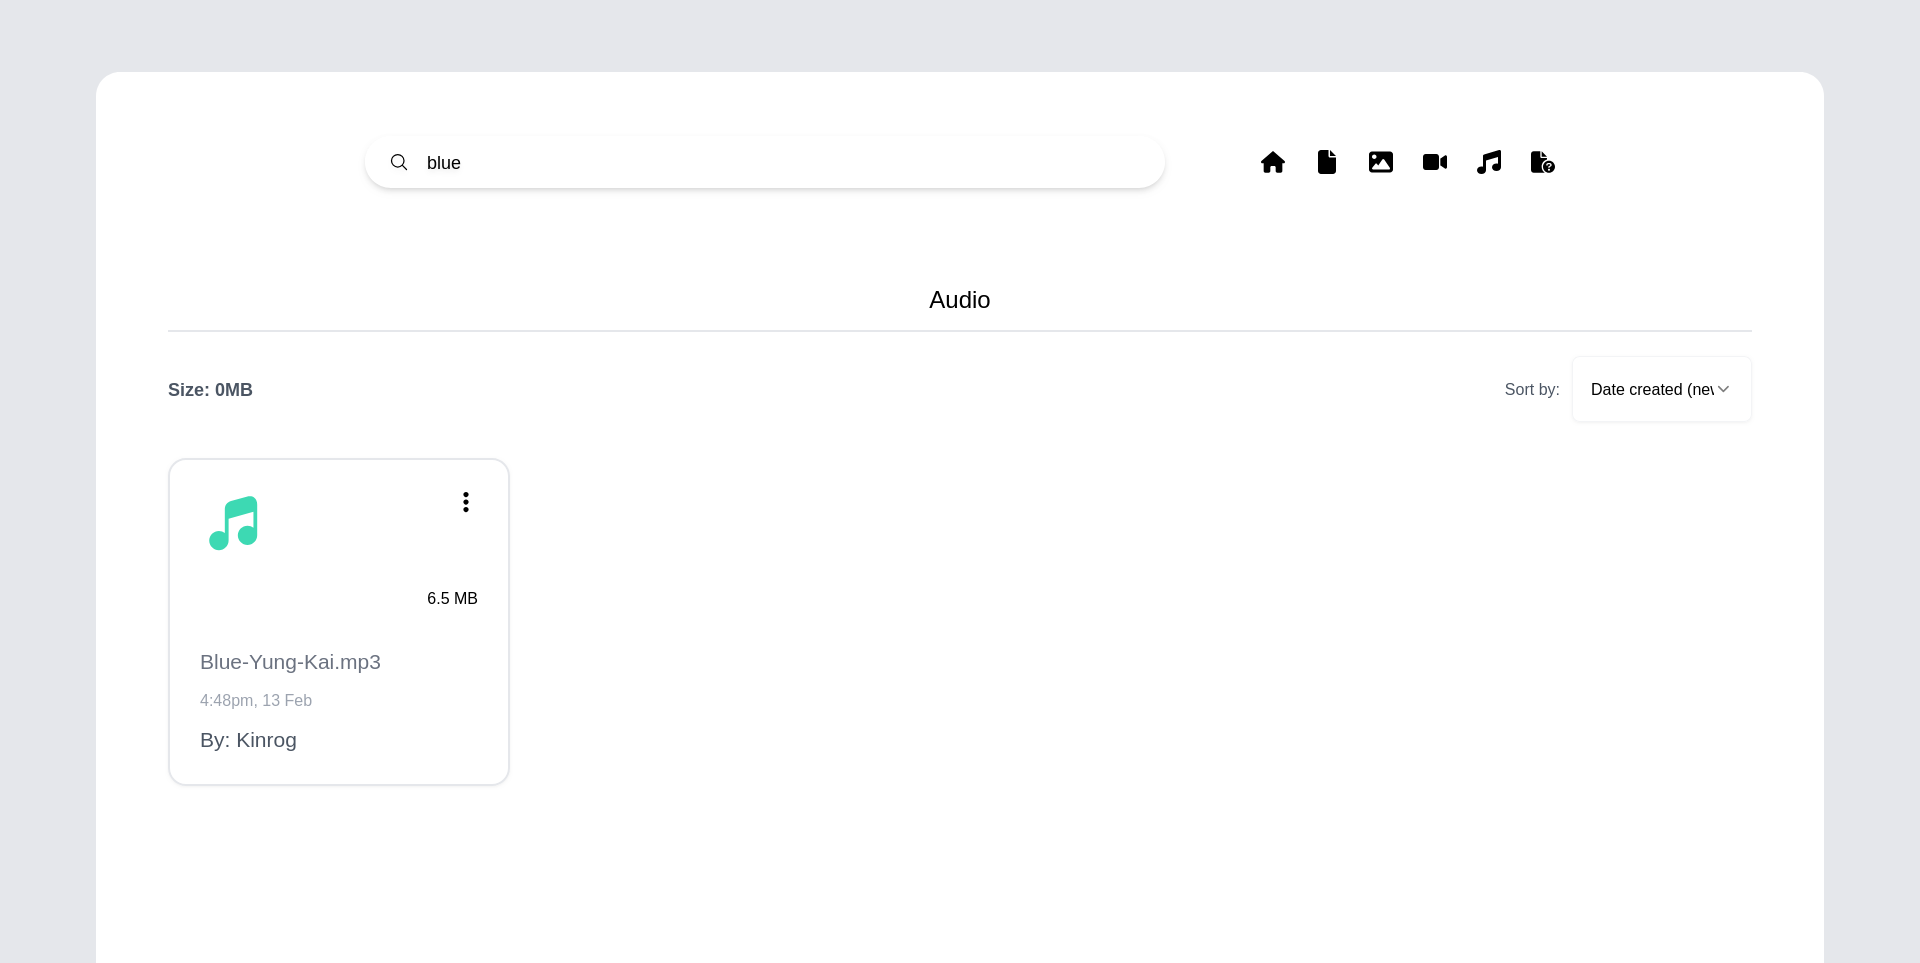 blue
Audio
Size: 0MB
Sort by:
Date created (new
6.5 MB
Blue-Yung-Kai.mp3
4:48pm, 13 Feb
By: Kinrog